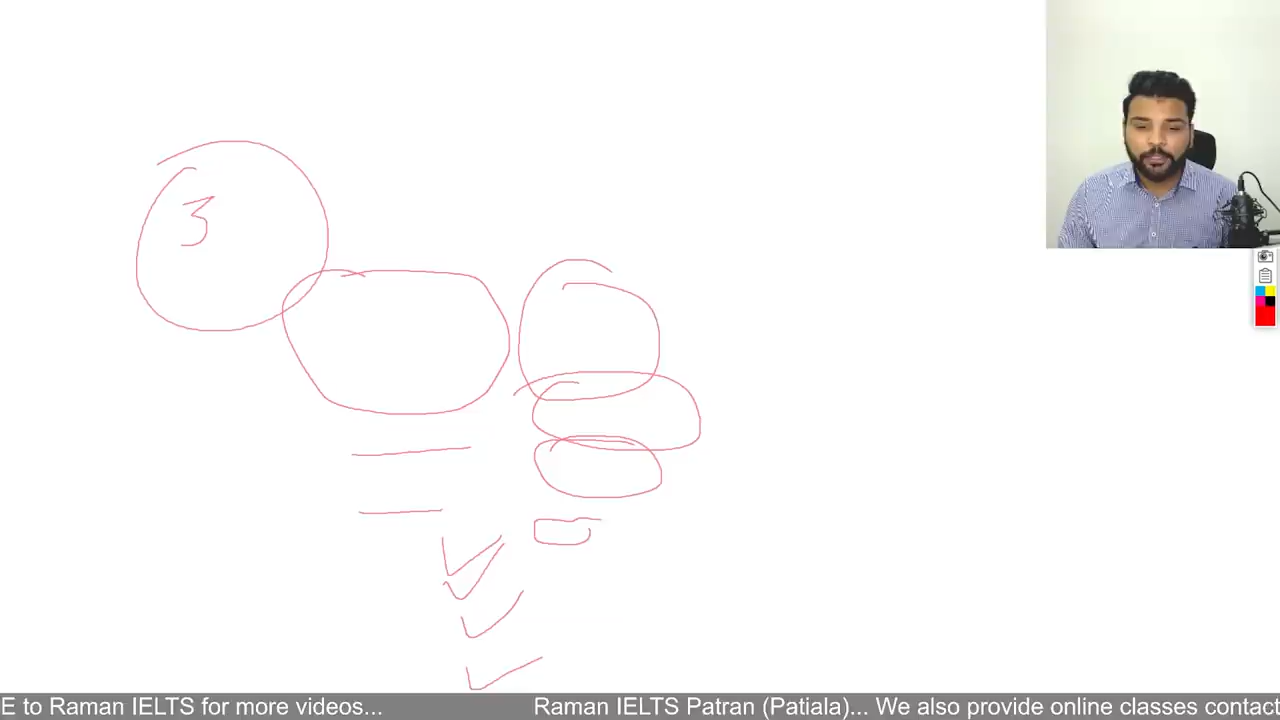 3
E to Raman IELTS for more videos... Raman IELTS Patran (Patiala)... We also provide online classes contact